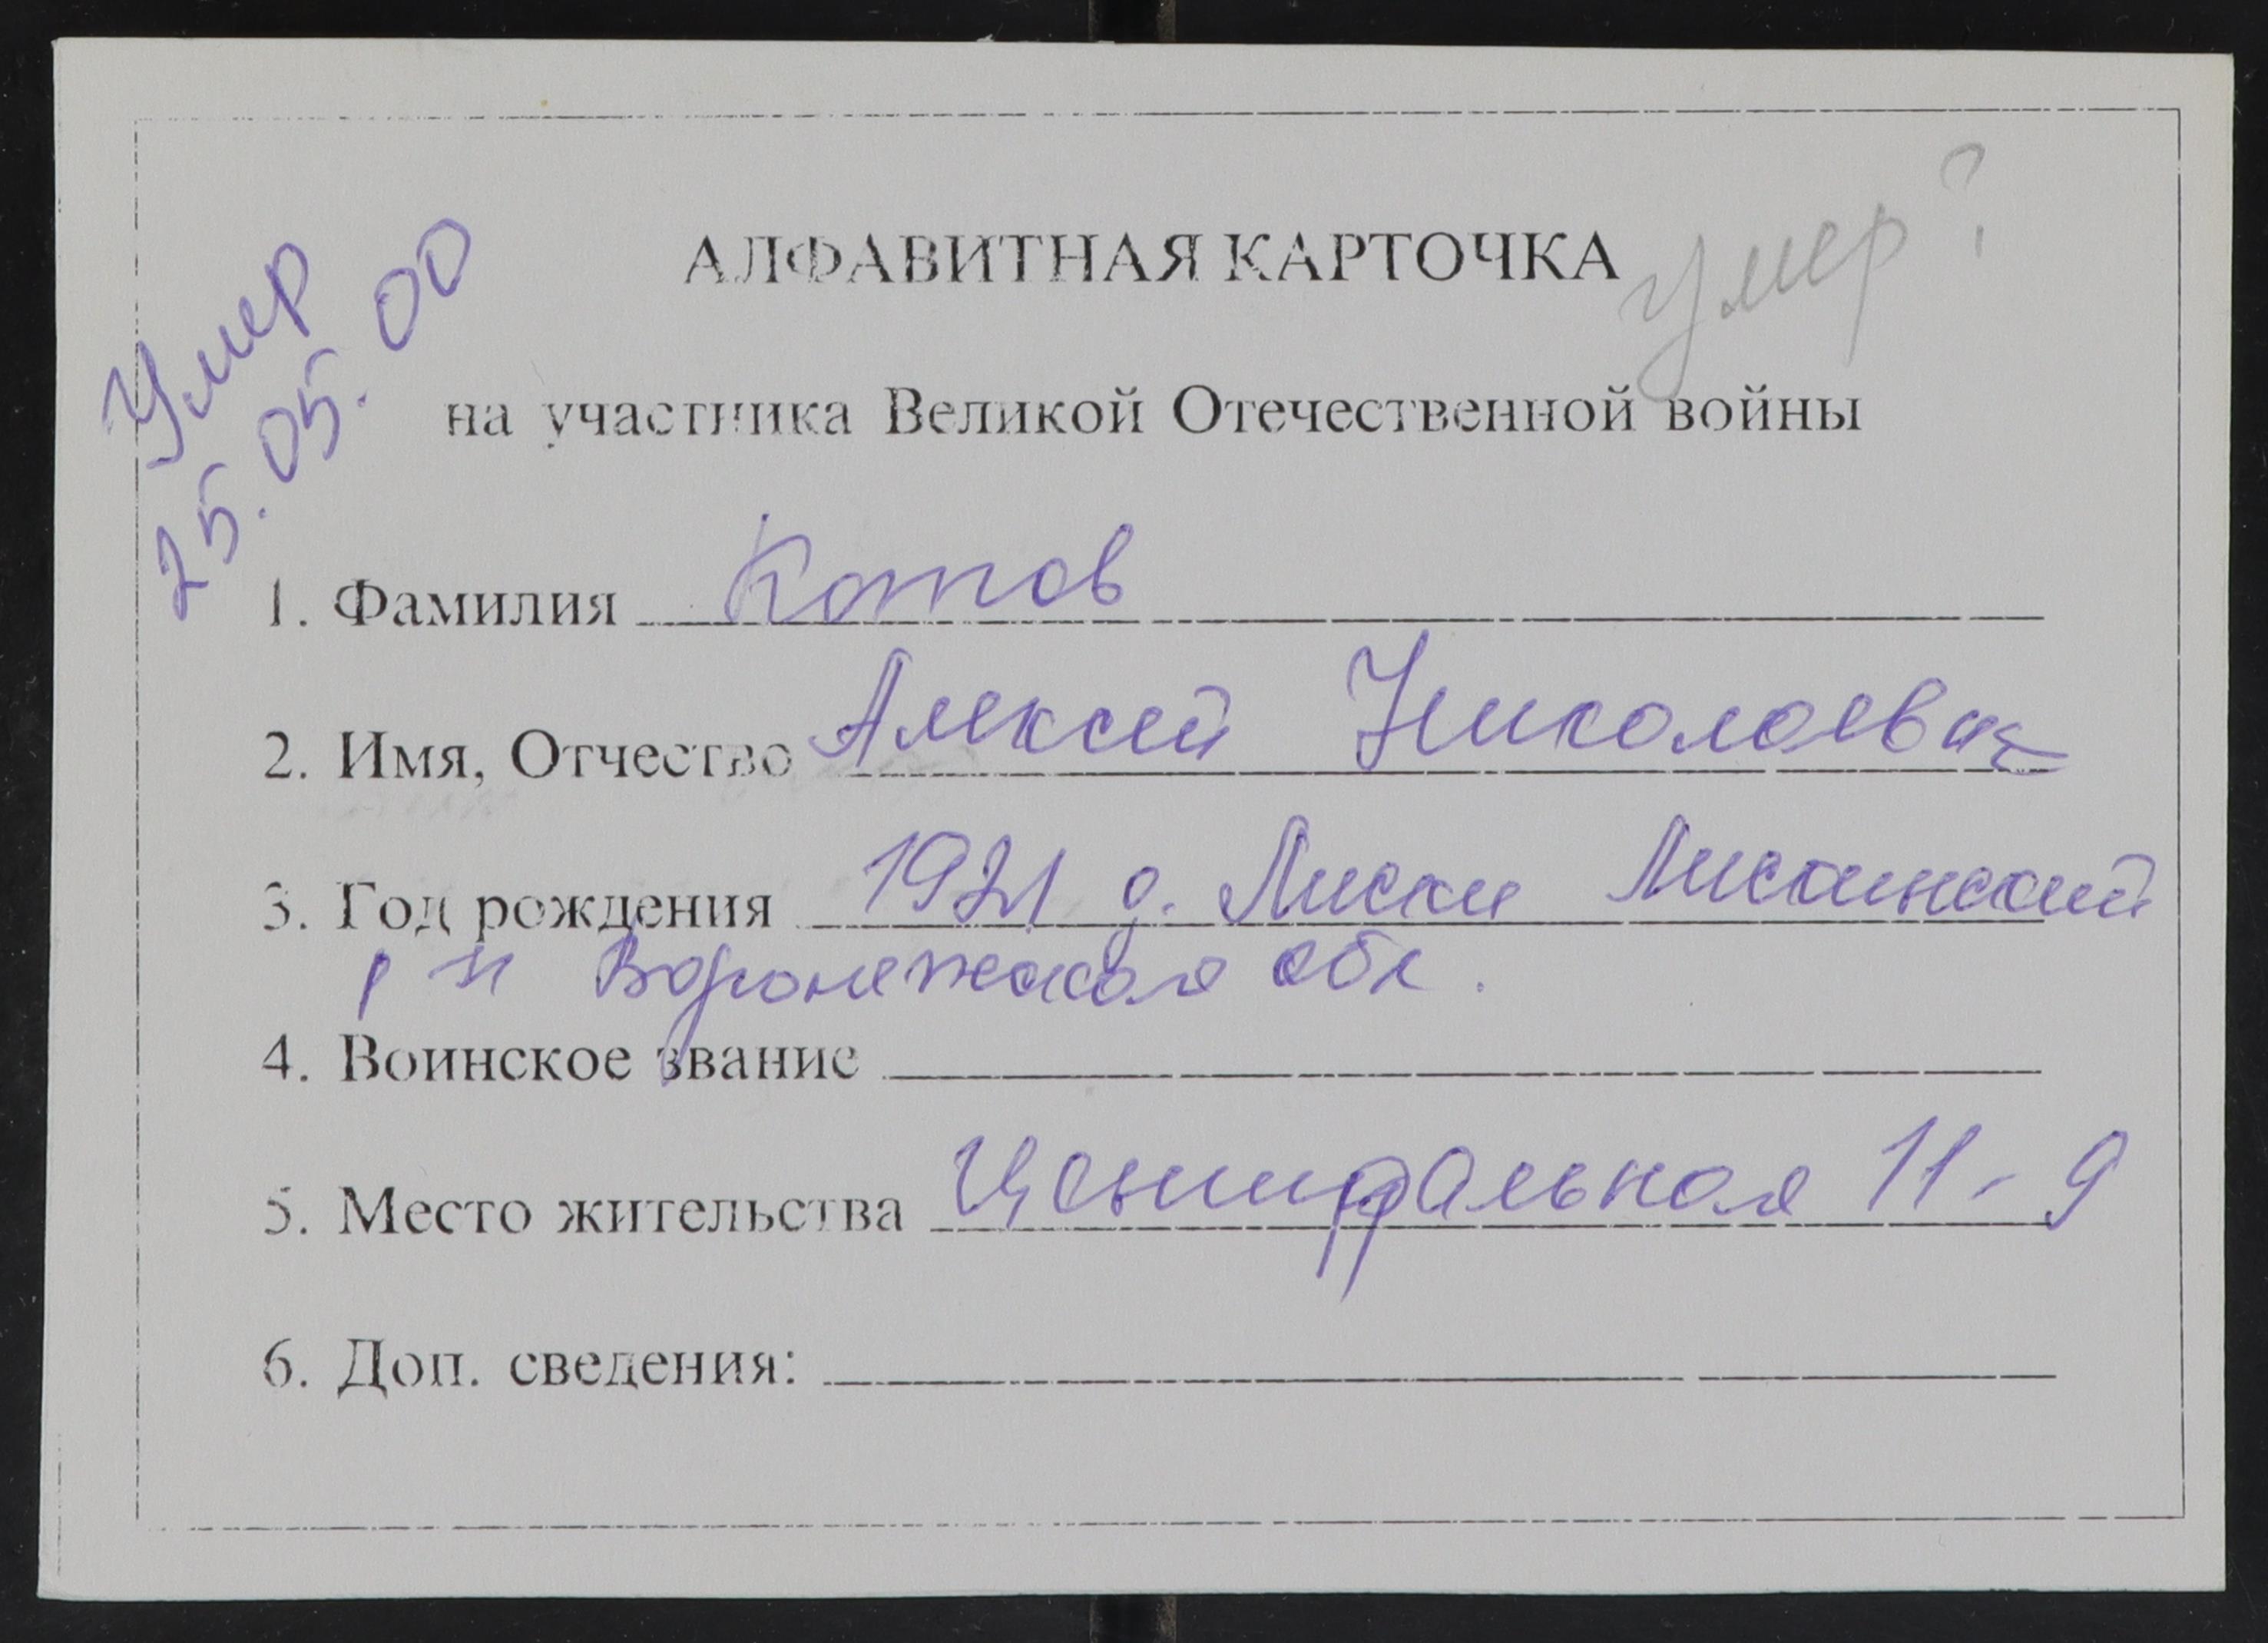 Умер ?
АЛФАВИТНАЯ КАРТОЧКА
на участника Великой Отечественной войны
Умер
25.05.00
1. Фамилия Котов
2. Имя, Отчество Алексей Николаевич
3. Год рождения 1921 д. Лиски Лискинский
р н Воронежская обл.
4. Воинское звание
5. Место жительства Центральная 11-9
6. Доп. сведения: